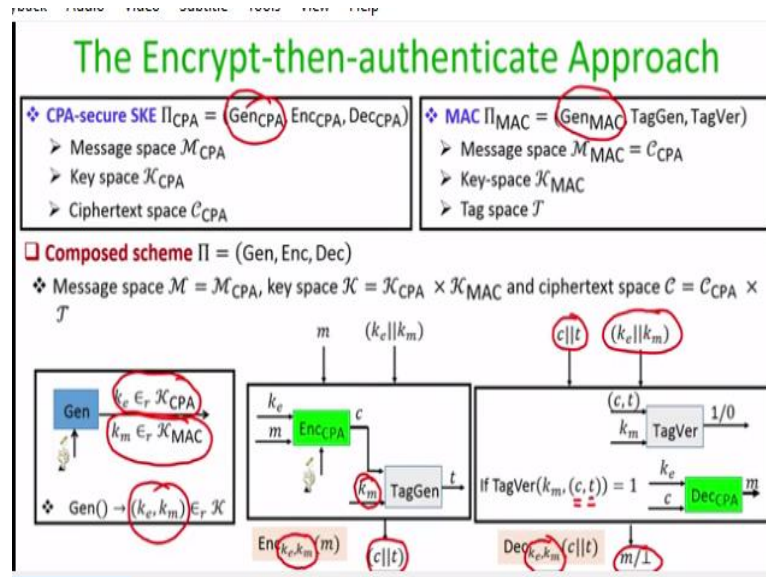 The Encrypt-then-authenticate Approach
❖ CPA-secure SKE Π_CPA = (Gen_CPA, Enc_CPA, Dec_CPA)
➢ Message space ℳ_CPA
➢ Key space 𝒦_CPA
➢ Ciphertext space 𝒞_CPA
❖ MAC Π_MAC = (Gen_MAC, TagGen, TagVer)
➢ Message space ℳ_MAC = 𝒞_CPA
➢ Key-space 𝒦_MAC
➢ Tag space 𝒯
❑ Composed scheme Π = (Gen, Enc, Dec)
❖ Message space ℳ = ℳ_CPA, key space 𝒦 = 𝒦_CPA × 𝒦_MAC and ciphertext space 𝒞 = 𝒞_CPA ×
𝒯
Gen
k_e ∈_r 𝒦_CPA
k_m ∈_r 𝒦_MAC
❖ Gen() → (k_e, k_m) ∈_r 𝒦
m (k_e||k_m)
k_e
m
Enc_CPA
c
k_m
TagGen
t
Enc_{k_e,k_m}(m)
(c||t)
c||t (k_e||k_m)
(c, t)
k_m
TagVer
1/0
If TagVer(k_m, (c, t)) = 1
k_e
c
Dec_CPA
m
Dec_{k_e,k_m}(c||t)
m/⊥